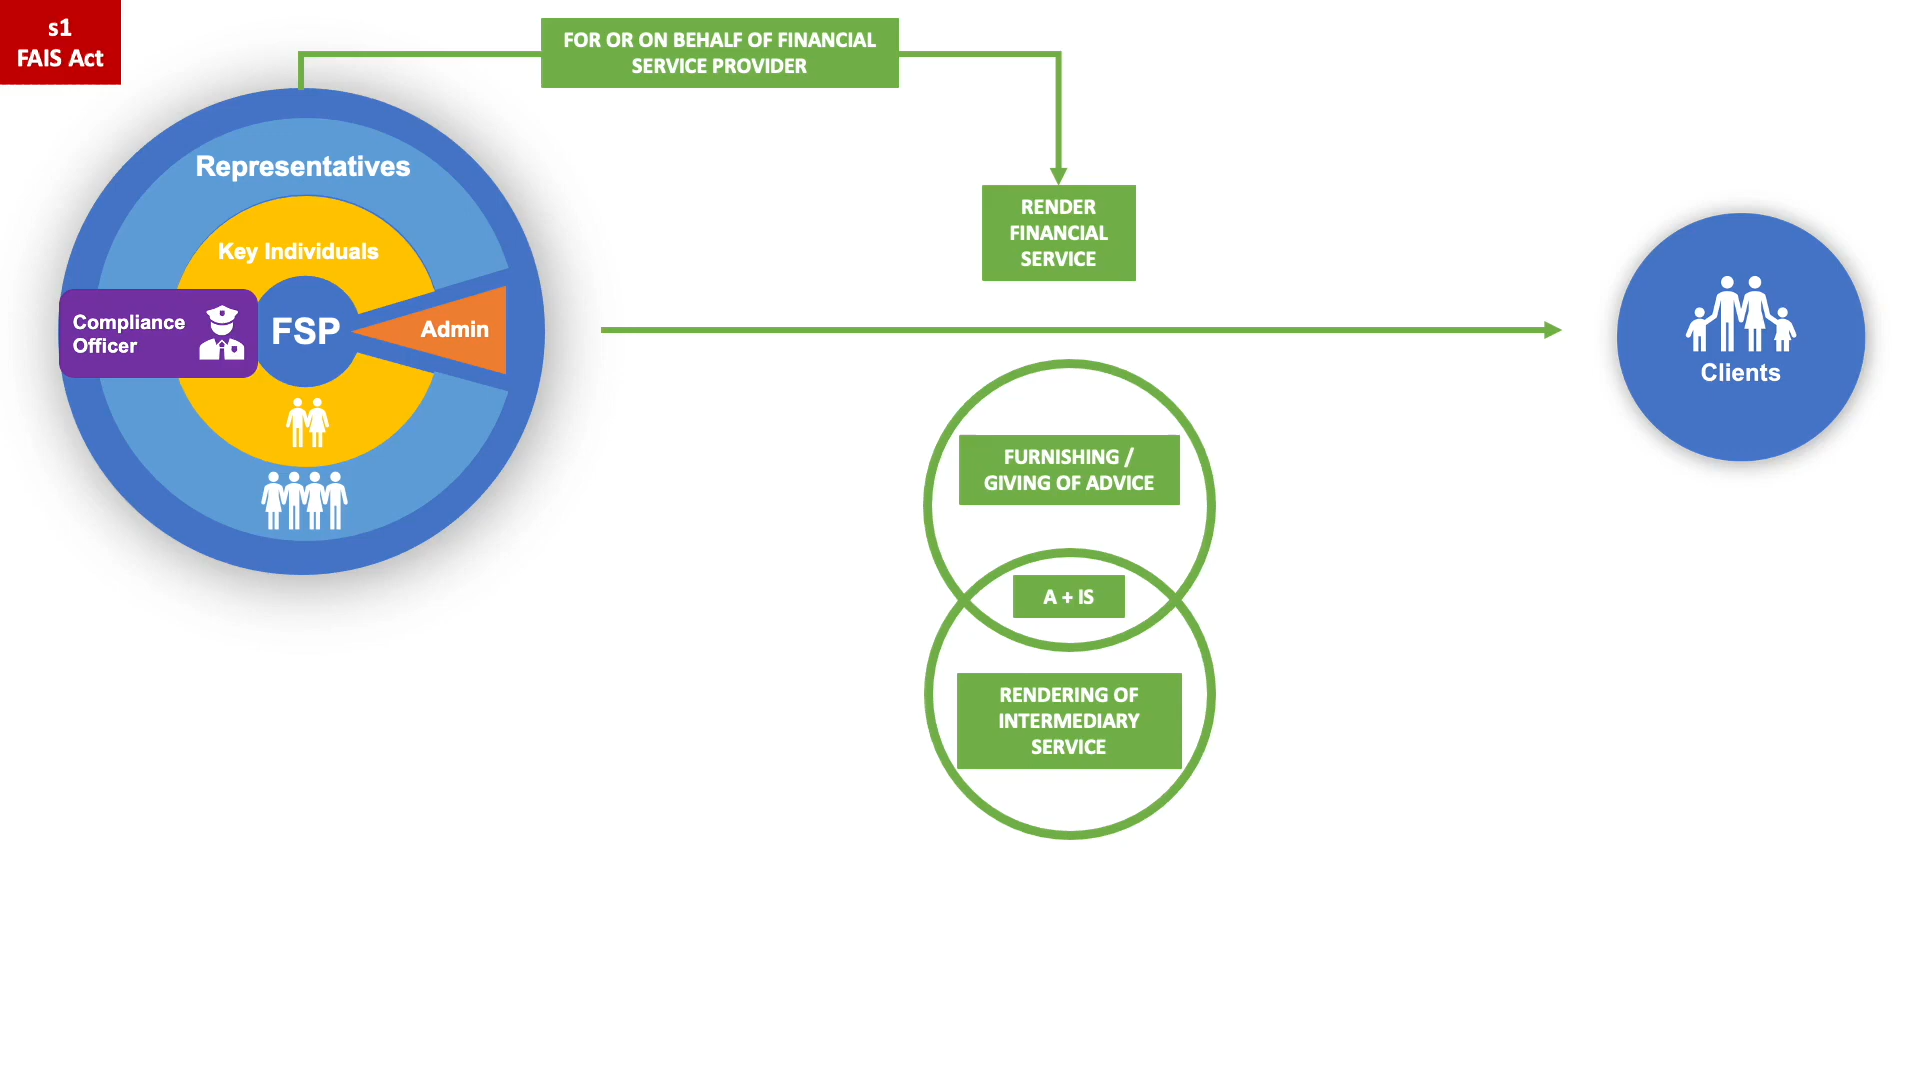 s1
FAIS Act
FOR OR ON BEHALF OF FINANCIAL
SERVICE PROVIDER
Representatives
Key Individuals
Compliance
Officer
FSP
Admin
RENDER
FINANCIAL
SERVICE
Clients
FURNISHING /
GIVING OF ADVICE
A + IS
RENDERING OF
INTERMEDIARY
SERVICE